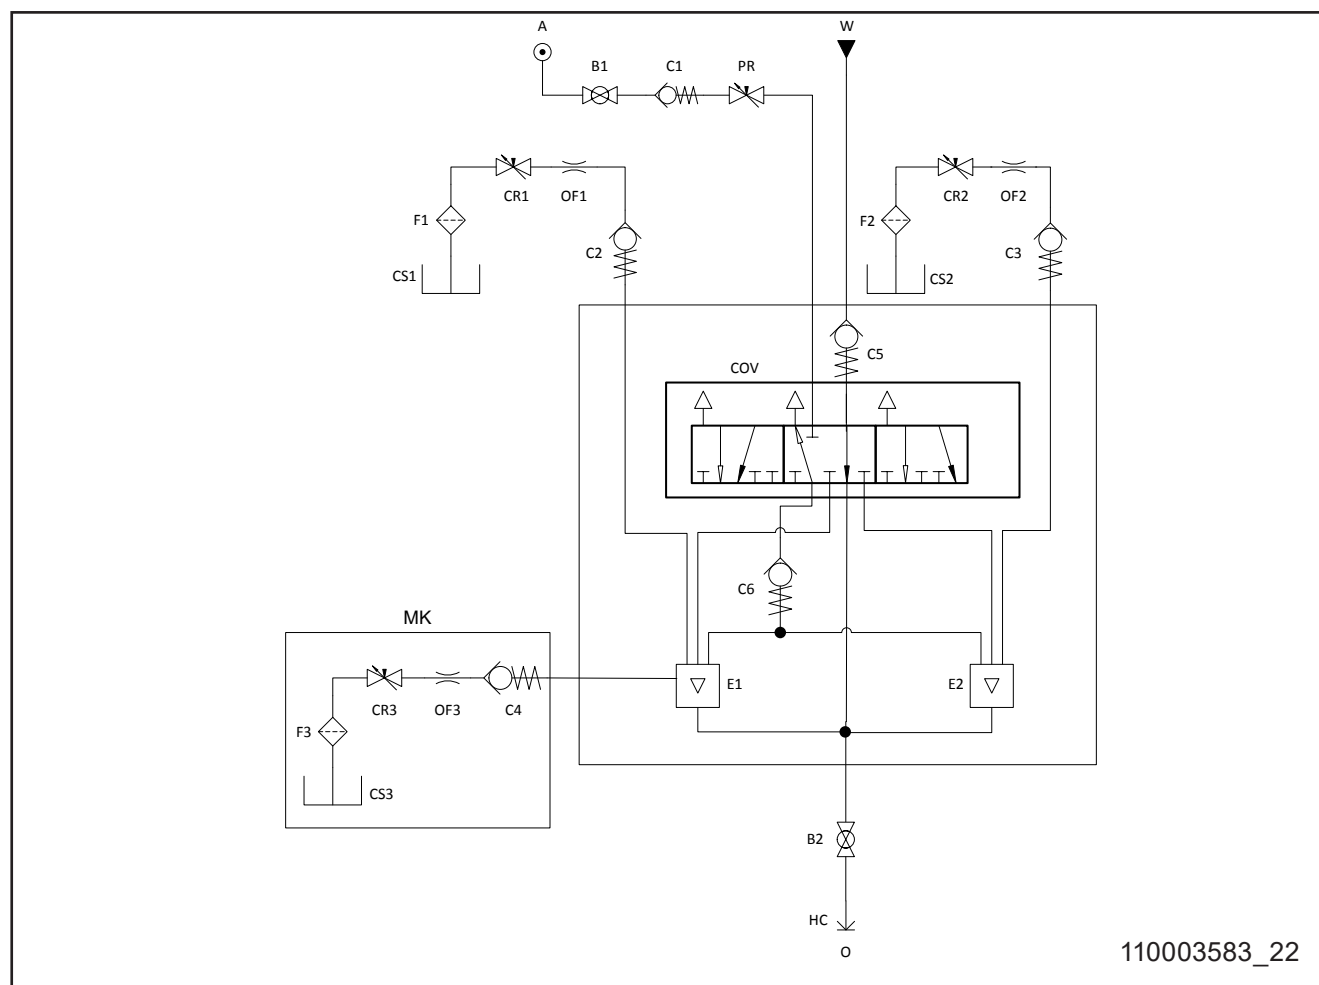 A
W
B1
C1
PR
CR1
OF1
CR2
OF2
F1
F2
C2
C3
CS1
CS2
C5
COV
C6
MK
E1
E2
CR3
OF3
C4
F3
CS3
B2
HC
O
110003583_22